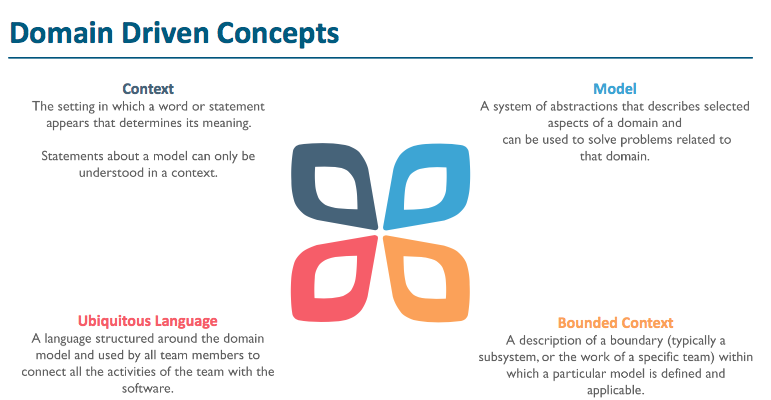 Domain Driven Concepts
Context
The setting in which a word or statement
appears that determines its meaning.
Statements about a model can only be
understood in a context.
Model
A system of abstractions that describes selected
aspects of a domain and
can be used to solve problems related to
that domain.
Ubiquitous Language
A language structured around the domain
model and used by all team members to
connect all the activities of the team with the
software.
Bounded Context
A description of a boundary (typically a
subsystem, or the work of a specific team) within
which a particular model is defined and
applicable.